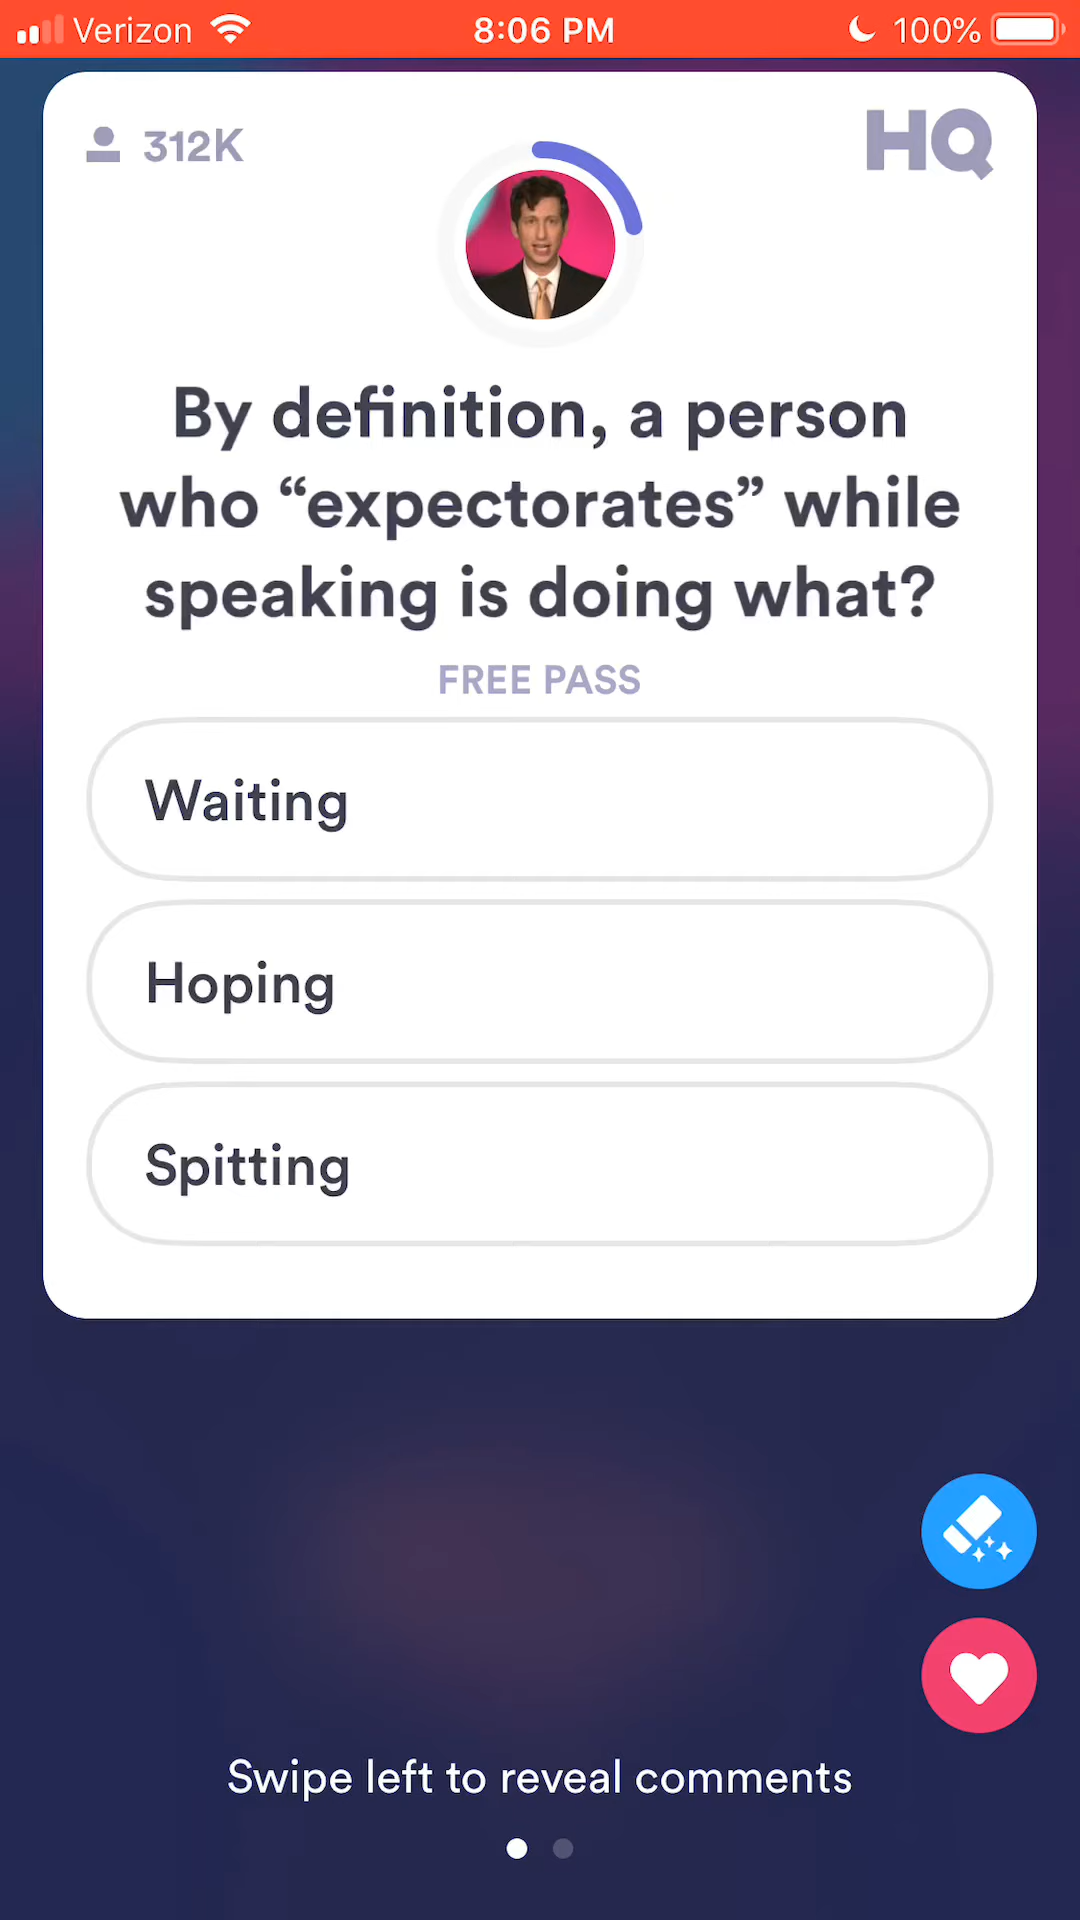 Verizon 8:06 PM 100%
312K HQ
By definition, a person
who “expectorates” while
speaking is doing what?
FREE PASS
Waiting
Hoping
Spitting
Swipe left to reveal comments